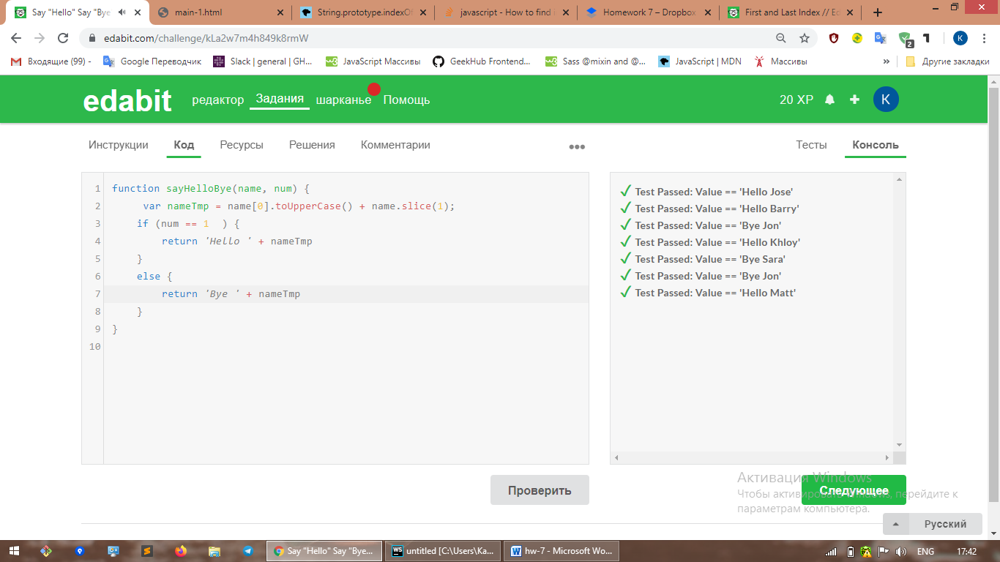 Say "Hello" Say "Bye
main-1.html
String.prototype.indexO
javascript - How to find i
Homework 7 – Dropbox
First and Last Index // Ed
edabit.com/challenge/kLa2w7m4h849k8rmW
K
2
Входящие (99) -
Google Переводчик
Slack | general | GH...
JavaScript Массивы
GeekHub Frontend...
Sass @mixin and @...
JavaScript | MDN
Массивы
»
Другие закладки
edabit
редактор
Задания
шарканье
Помощь
20 XP
K
Инструкции
Код
Ресурсы
Решения
Комментарии
•••
Тесты
Консоль
1 function sayHelloBye(name, num) {
2 var nameTmp = name[0].toUpperCase() + name.slice(1);
3 if (num == 1  ) {
4 return 'Hello ' + nameTmp
5 }
6 else {
7 return 'Bye ' + nameTmp
8 }
9 }
10
✓ Test Passed: Value == 'Hello Jose'
✓ Test Passed: Value == 'Hello Barry'
✓ Test Passed: Value == 'Bye Jon'
✓ Test Passed: Value == 'Hello Khloy'
✓ Test Passed: Value == 'Bye Sara'
✓ Test Passed: Value == 'Bye Jon'
✓ Test Passed: Value == 'Hello Matt'
Проверить
Следующее
Активация Windows
Чтобы активировать Windows, перейдите к
параметрам компьютера.
Русский
Say "Hello" Say "Bye...
WS
untitled [C:\Users\Ka...
hw-7 - Microsoft Wo...
ENG
17:42